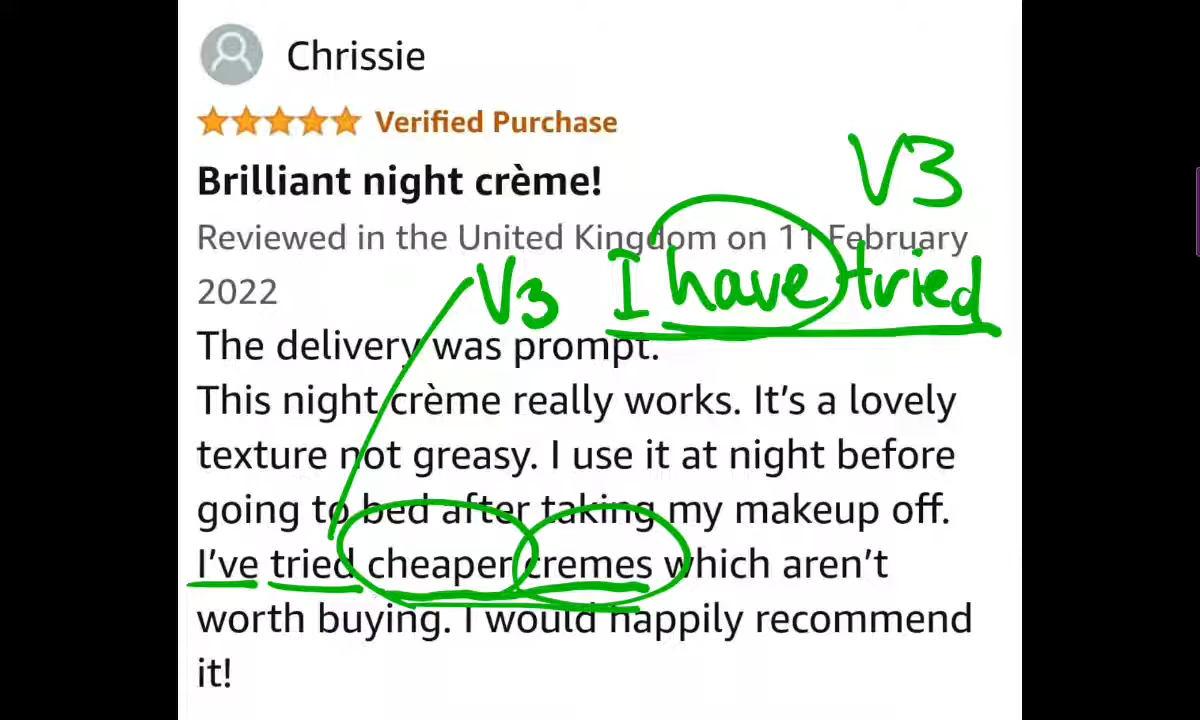 Chrissie
Verified Purchase
Brilliant night crème!
V3
Reviewed in the United Kingdom on 11 February
2022
V3 I have tried
The delivery was prompt.
This night crème really works. It’s a lovely
texture not greasy. I use it at night before
going to bed after taking my makeup off.
I’ve tried cheaper cremes which aren’t
worth buying. I would happily recommend
it!